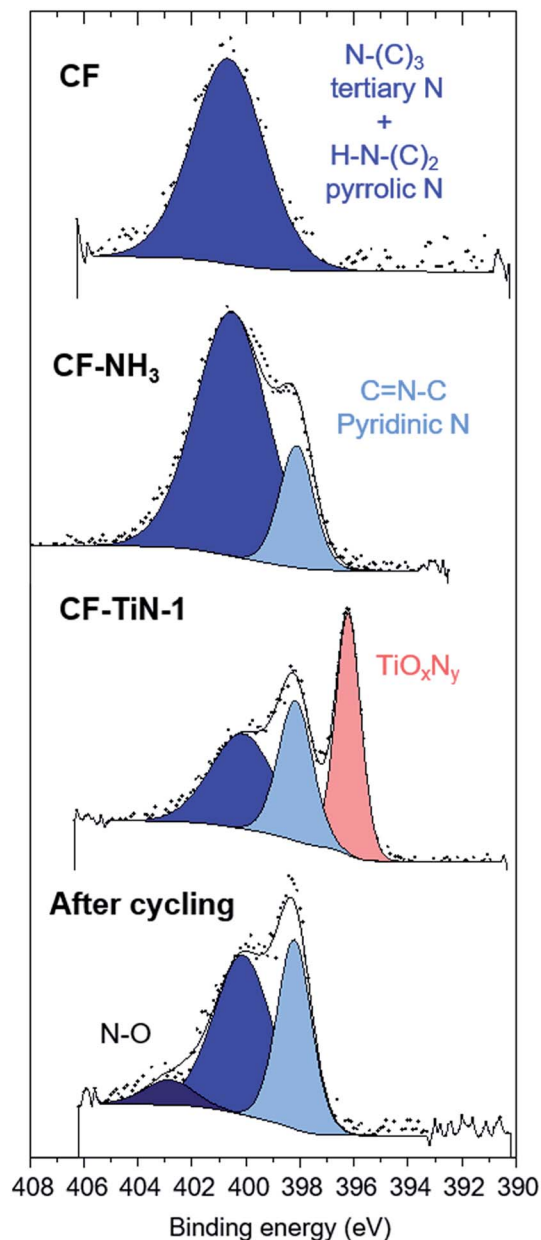 CF
N-(C)₃
tertiary N
+
H-N-(C)₂
pyrrolic N
CF-NH₃
C=N-C
Pyridinic N
CF-TiN-1
TiOₓNᵧ
After cycling
N-O
408 406 404 402 400 398 396 394 392 390
Binding energy (eV)